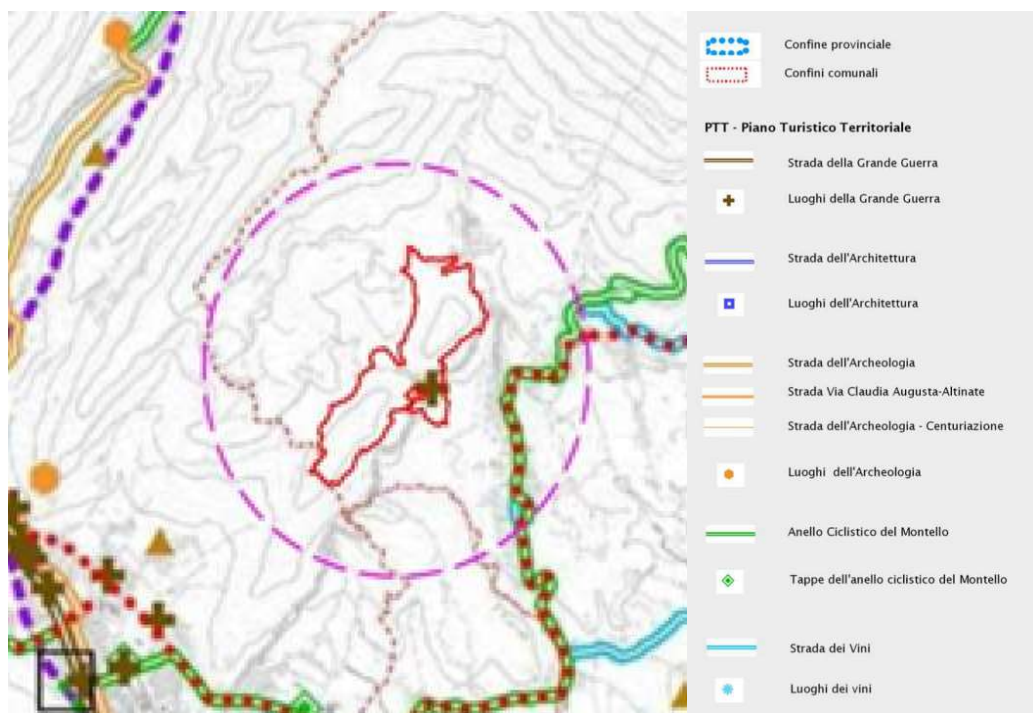 Confine provinciale
Confini comunali
PTT - Piano Turistico Territoriale
Strada della Grande Guerra
Luoghi della Grande Guerra
Strada dell'Architettura
Luoghi dell'Architettura
Strada dell'Archeologia
Strada Via Claudia Augusta-Altinate
Strada dell'Archeologia - Centuriazione
Luoghi dell'Archeologia
Anello Ciclistico del Montello
Tappe dell'anello ciclistico del Montello
Strada dei Vini
Luoghi dei vini